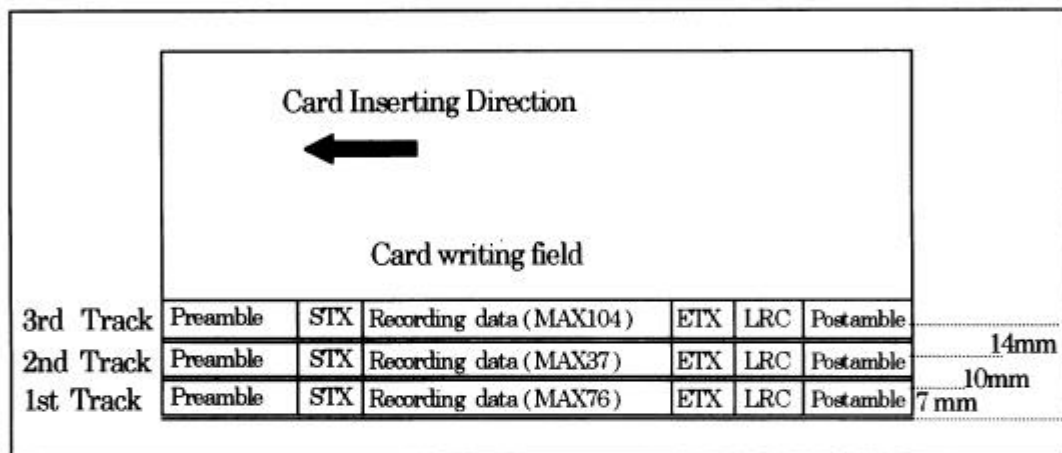 Card Inserting Direction
Card writing field
3rd Track Preamble STX Recording data (MAX104) ETX LRC Postamble
14mm
2nd Track Preamble STX Recording data (MAX37) ETX LRC Postamble
10mm
1st Track Preamble STX Recording data (MAX76) ETX LRC Postamble 7 mm